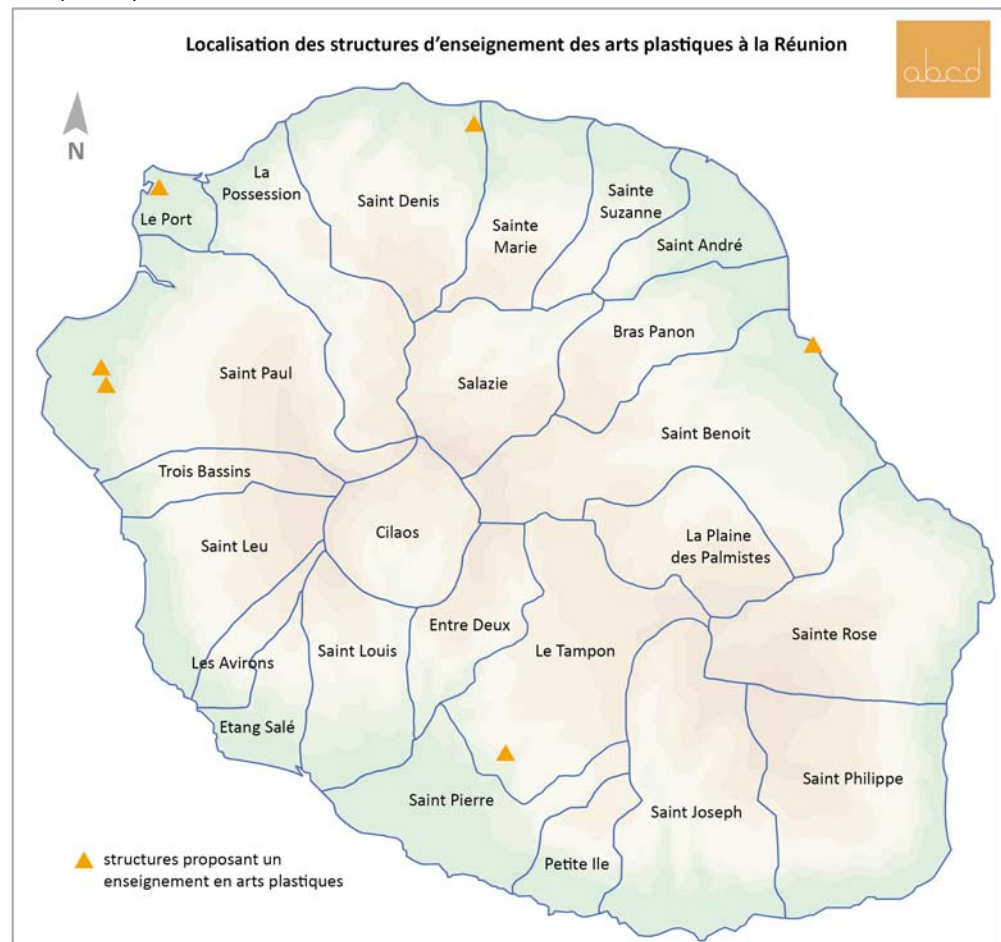 Localisation des structures d'enseignement des arts plastiques à la Réunion
abcd
N
La
Possession
Le Port
Saint Denis
Sainte
Marie
Sainte
Suzanne
Saint André
Bras Panon
Saint Paul
Salazie
Saint Benoit
Trois Bassins
Cilaos
Saint Leu
La Plaine
des Palmistes
Entre Deux
Le Tampon
Sainte Rose
Saint Louis
Les Avirons
Etang Salé
Saint Pierre
Saint Philippe
Saint Joseph
Petite Ile
structures proposant un
enseignement en arts plastiques